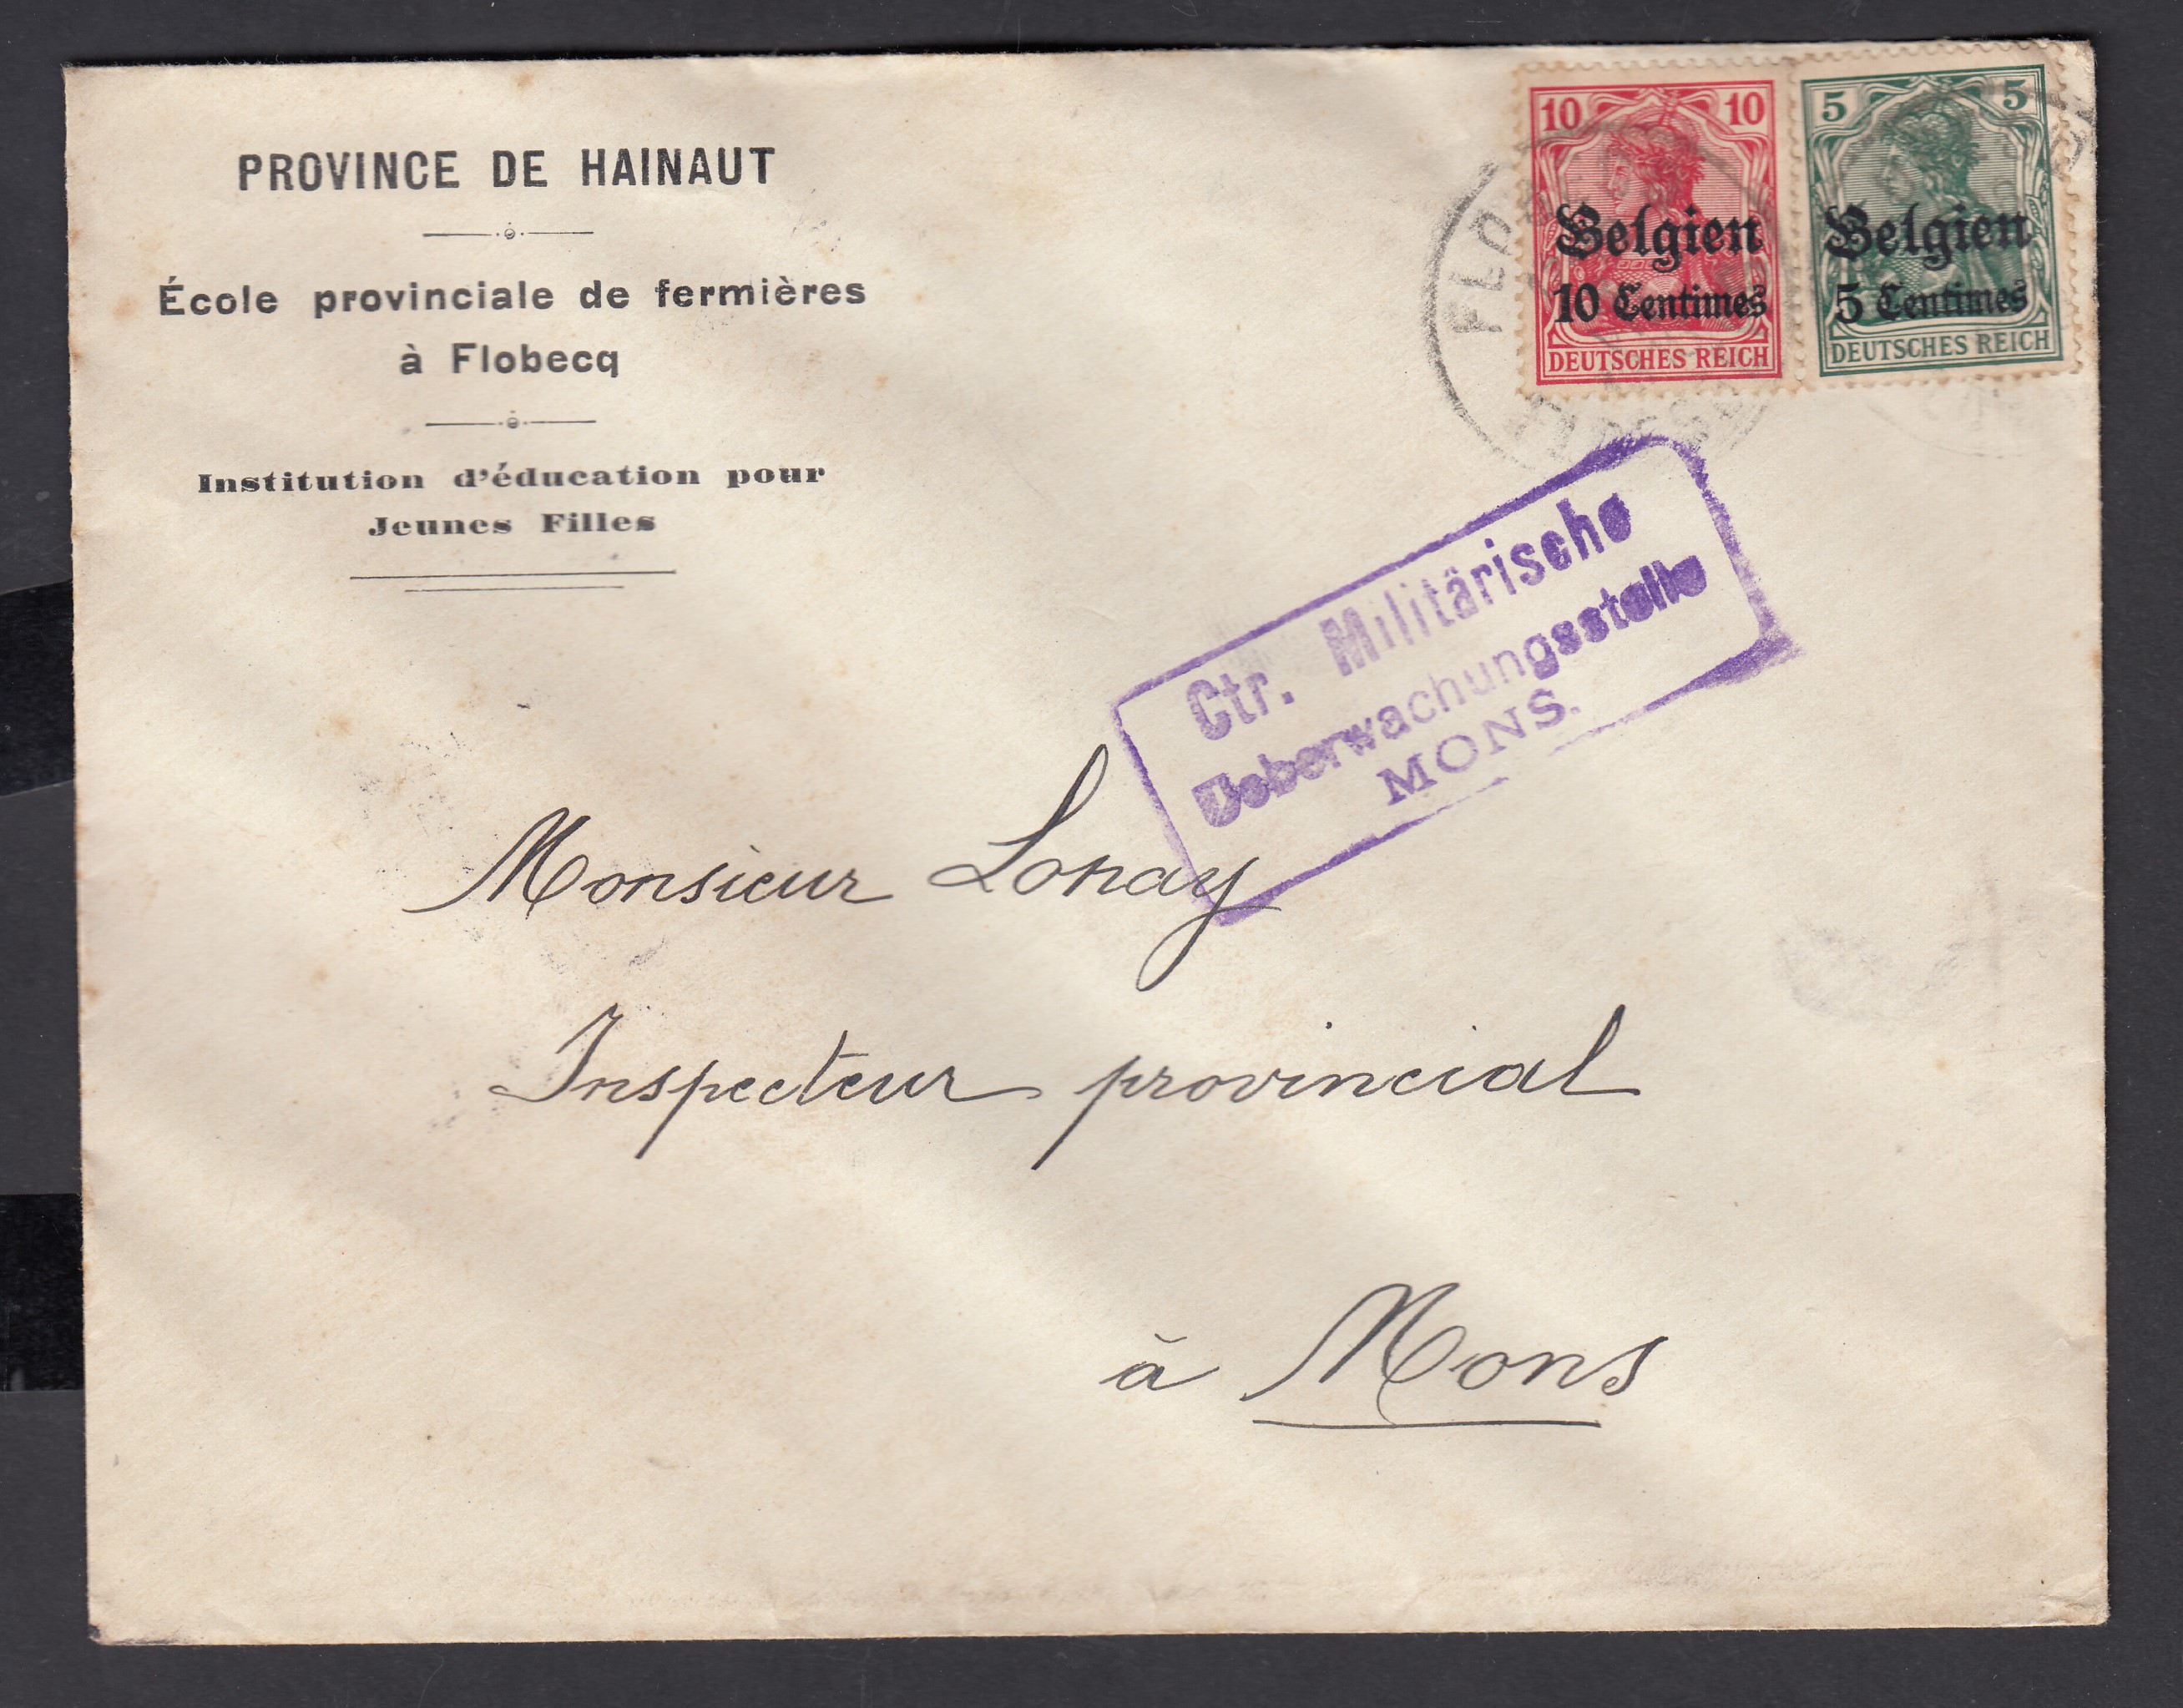 PROVINCE DE HAINAUT
École provinciale de fermières
à Flobecq
Institution d'éducation pour
Jeunes Filles
10 10
Belgien
10 Centimes
DEUTSCHES REICH
5 5
Belgien
5 Centimes
DEUTSCHES REICH
Ctr. Militärische
Ueberwachungsstelle
MONS.
Monsieur Lonay
Inspecteur provincial
à Mons